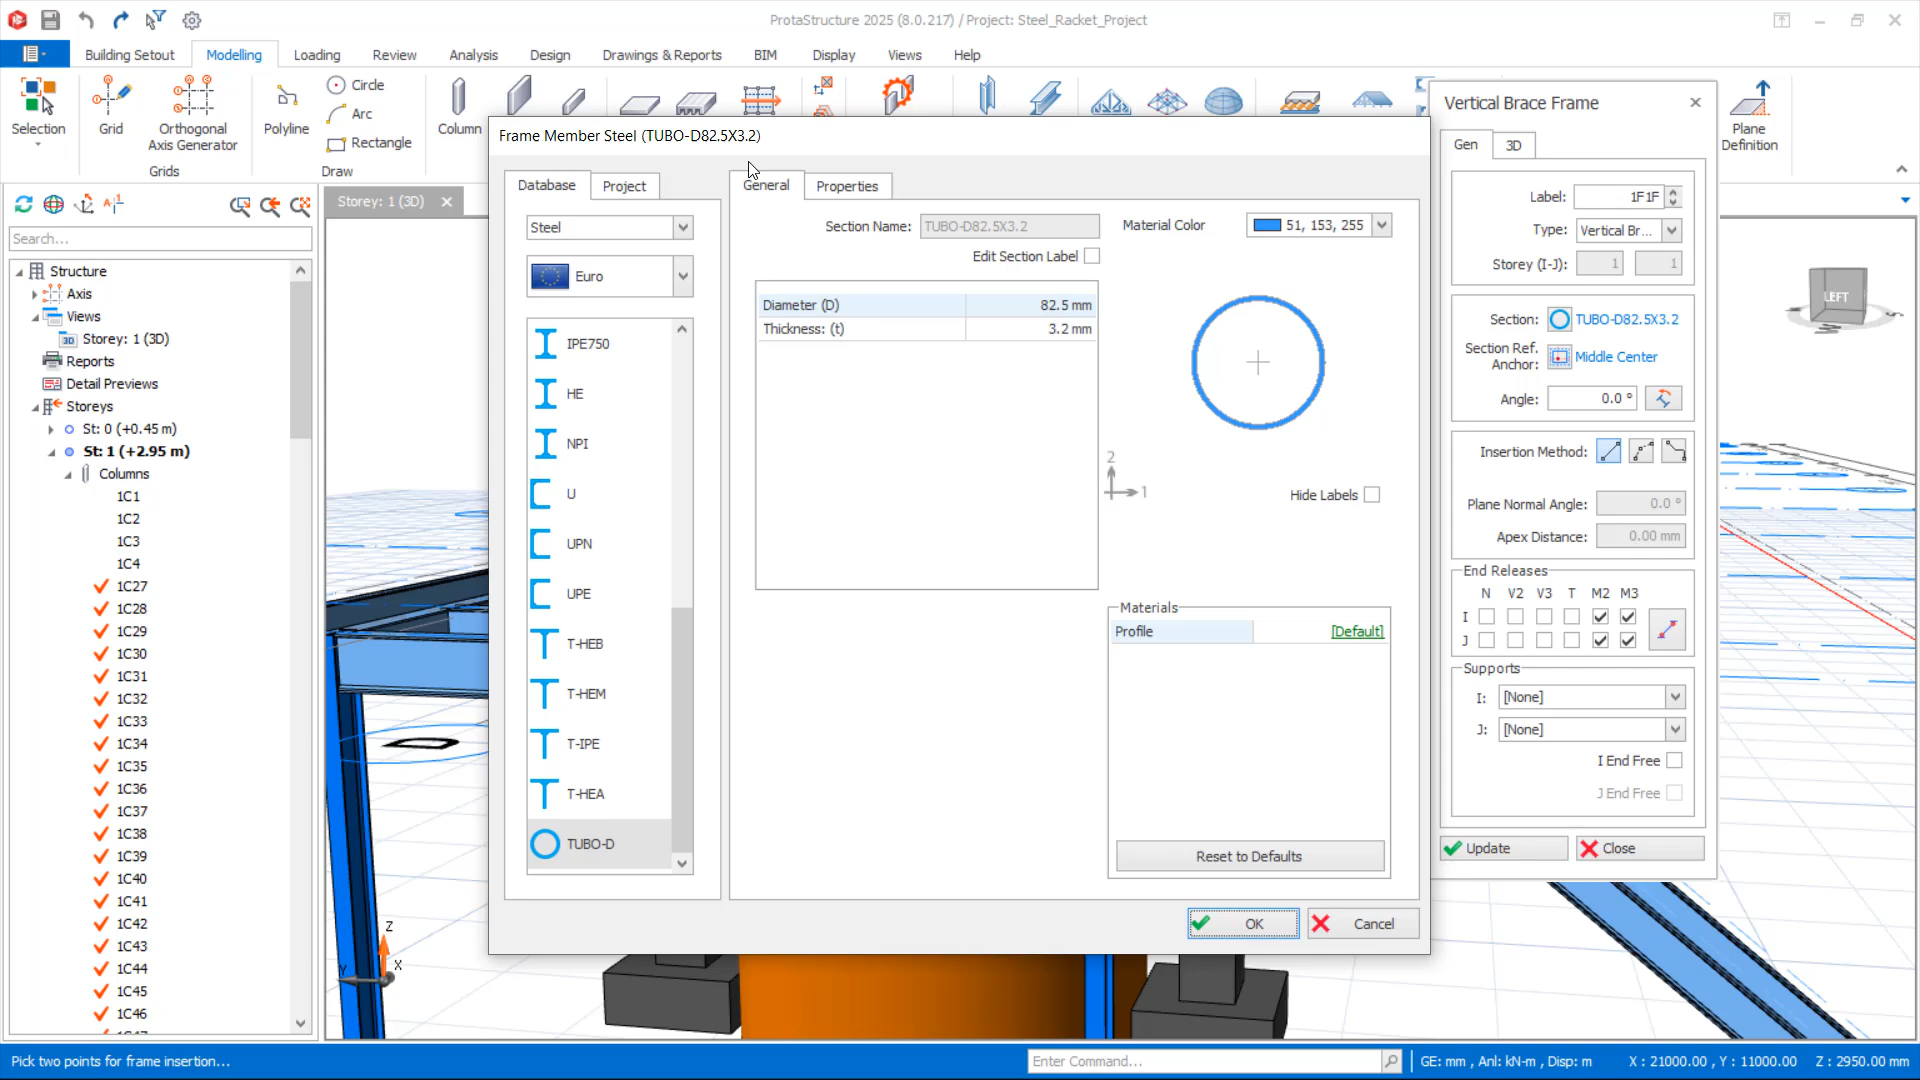 ProtaStructure 2025 (8.0.217) / Project: Steel_Racket_Project
Building Setout
Modelling
Loading
Review
Analysis
Design
Drawings & Reports
BIM
Display
Views
Help
Selection
Grid
Orthogonal
Axis Generator
Grids
Polyline
Circle
Arc
Rectangle
Draw
Column
Plane
Definition
Storey: 1 (3D)
Search...
Structure
Axis
Views
3D Storey: 1 (3D)
Reports
Detail Previews
Storeys
St: 0 (+0.45 m)
St: 1 (+2.95 m)
Columns
1C1
1C2
1C3
1C4
1C27
1C28
1C29
1C30
1C31
1C32
1C33
1C34
1C35
1C36
1C37
1C38
1C39
1C40
1C41
1C42
1C43
1C44
1C45
1C46
1C47
Frame Member Steel (TUBO-D82.5X3.2)
Database
Project
Steel
Euro
IPE750
HE
NPI
U
UPN
UPE
T-HEB
T-HEM
T-IPE
T-HEA
TUBO-D
General
Properties
Section Name: TUBO-D82.5X3.2
Edit Section Label
Material Color 51, 153, 255
Diameter (D) 82.5 mm
Thickness: (t) 3.2 mm
2
1
Hide Labels
Materials
Profile [Default]
Reset to Defaults
OK
Cancel
Vertical Brace Frame
Gen
3D
Label: 1F1F
Type: Vertical Br...
Storey (I-J): 1 1
Section: TUBO-D82.5X3.2
Section Ref.
Anchor: Middle Center
Angle: 0.0 °
Insertion Method:
Plane Normal Angle: 0.0 °
Apex Distance: 0.00 mm
End Releases
N V2 V3 T M2 M3
I
J
Supports
I: [None]
J: [None]
I End Free
J End Free
Update
Close
LEFT
Z
Y
X
Pick two points for frame insertion...
Enter Command...
GE: mm , Anl: kN-m , Disp: m
X : 21000.00 , Y : 11000.00
Z : 2950.00 mm